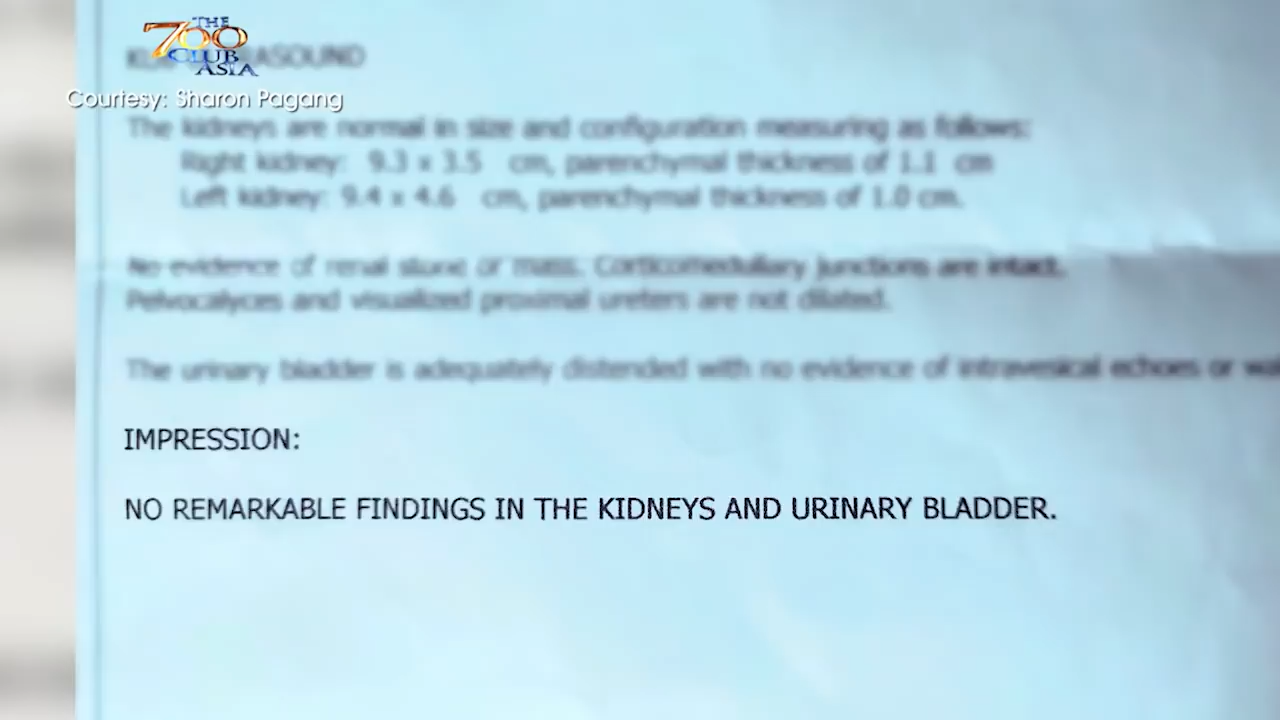 THE
700
CLUB
ASIA
ASOUND
Courtesy: Sharon Pagang
The kidneys are normal in size and configuration measuring as follows:
Right kidney: 9.3 x 3.5 cm, parenchymal thickness of 1.1 cm
Left kidney: 9.4 x 4.6 cm, parenchymal thickness of 1.0 cm.
No evidence of renal stone or mass. Corticomedullary junctions are intact.
Pelvocalyces and visualized proximal ureters are not dilated.
The urinary bladder is adequately distended with no evidence of intravesical echoes or
IMPRESSION:
NO REMARKABLE FINDINGS IN THE KIDNEYS AND URINARY BLADDER.